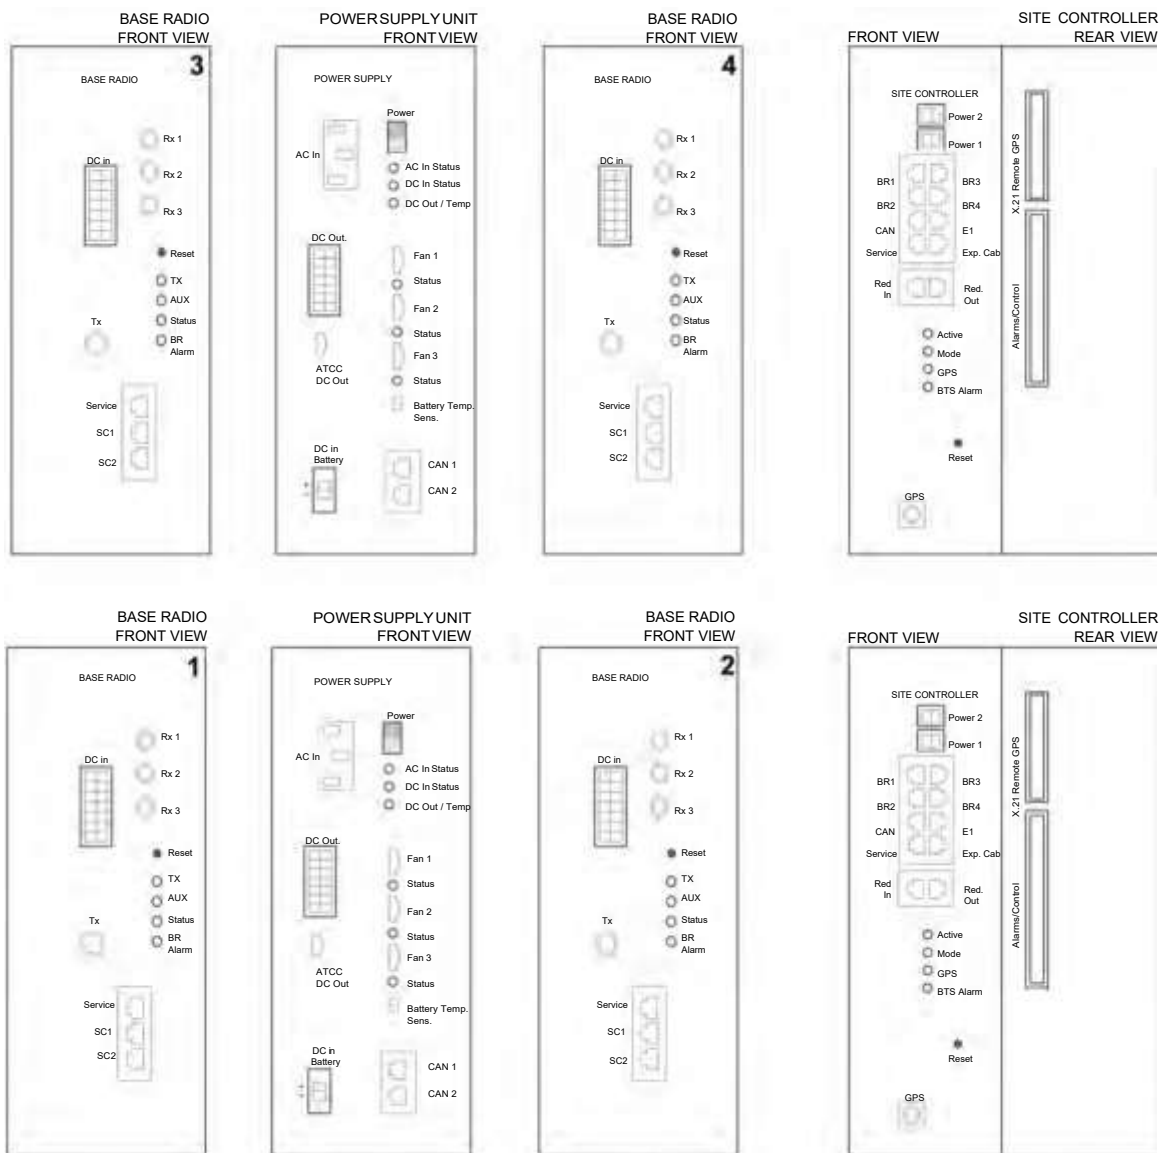 BASE RADIO
FRONT VIEW
3
BASE RADIO
Rx 1
DC in
Rx 2
Rx 3
Reset
TX
AUX
Tx
Status
BR
Alarm
Service
SC1
SC2
POWER SUPPLY UNIT
FRONT VIEW
POWER SUPPLY
Power
AC In
AC In Status
DC In Status
DC Out / Temp
DC Out.
Fan 1
Status
Fan 2
Status
Fan 3
ATCC
DC Out
Status
Battery Temp.
Sens.
DC in
Battery
CAN 1
CAN 2
BASE RADIO
FRONT VIEW
4
BASE RADIO
Rx 1
DC in
Rx 2
Rx 3
Reset
TX
AUX
Tx
Status
BR
Alarm
Service
SC1
SC2
SITE CONTROLLER
FRONT VIEW REAR VIEW
SITE CONTROLLER
Power 2
Power 1
BR1 BR3
BR2 BR4
CAN E1
Service Exp. Cab
Red In
Red. Out
Active
Mode
GPS
BTS Alarm
Reset
GPS
X.21 Remote GPS
Alarms/Control
BASE RADIO
FRONT VIEW
1
BASE RADIO
Rx 1
DC in
Rx 2
Rx 3
Reset
TX
AUX
Tx
Status
BR
Alarm
Service
SC1
SC2
POWER SUPPLY UNIT
FRONT VIEW
POWER SUPPLY
Power
AC In
AC In Status
DC In Status
DC Out / Temp
DC Out.
Fan 1
Status
Fan 2
Status
Fan 3
ATCC
DC Out
Status
Battery Temp.
Sens.
DC in
Battery
CAN 1
CAN 2
BASE RADIO
FRONT VIEW
2
BASE RADIO
Rx 1
DC in
Rx 2
Rx 3
Reset
TX
AUX
Tx
Status
BR
Alarm
Service
SC1
SC2
SITE CONTROLLER
FRONT VIEW REAR VIEW
SITE CONTROLLER
Power 2
Power 1
BR1 BR3
BR2 BR4
CAN E1
Service Exp. Cab
Red In
Red. Out
Active
Mode
GPS
BTS Alarm
Reset
GPS
X.21 Remote GPS
Alarms/Control